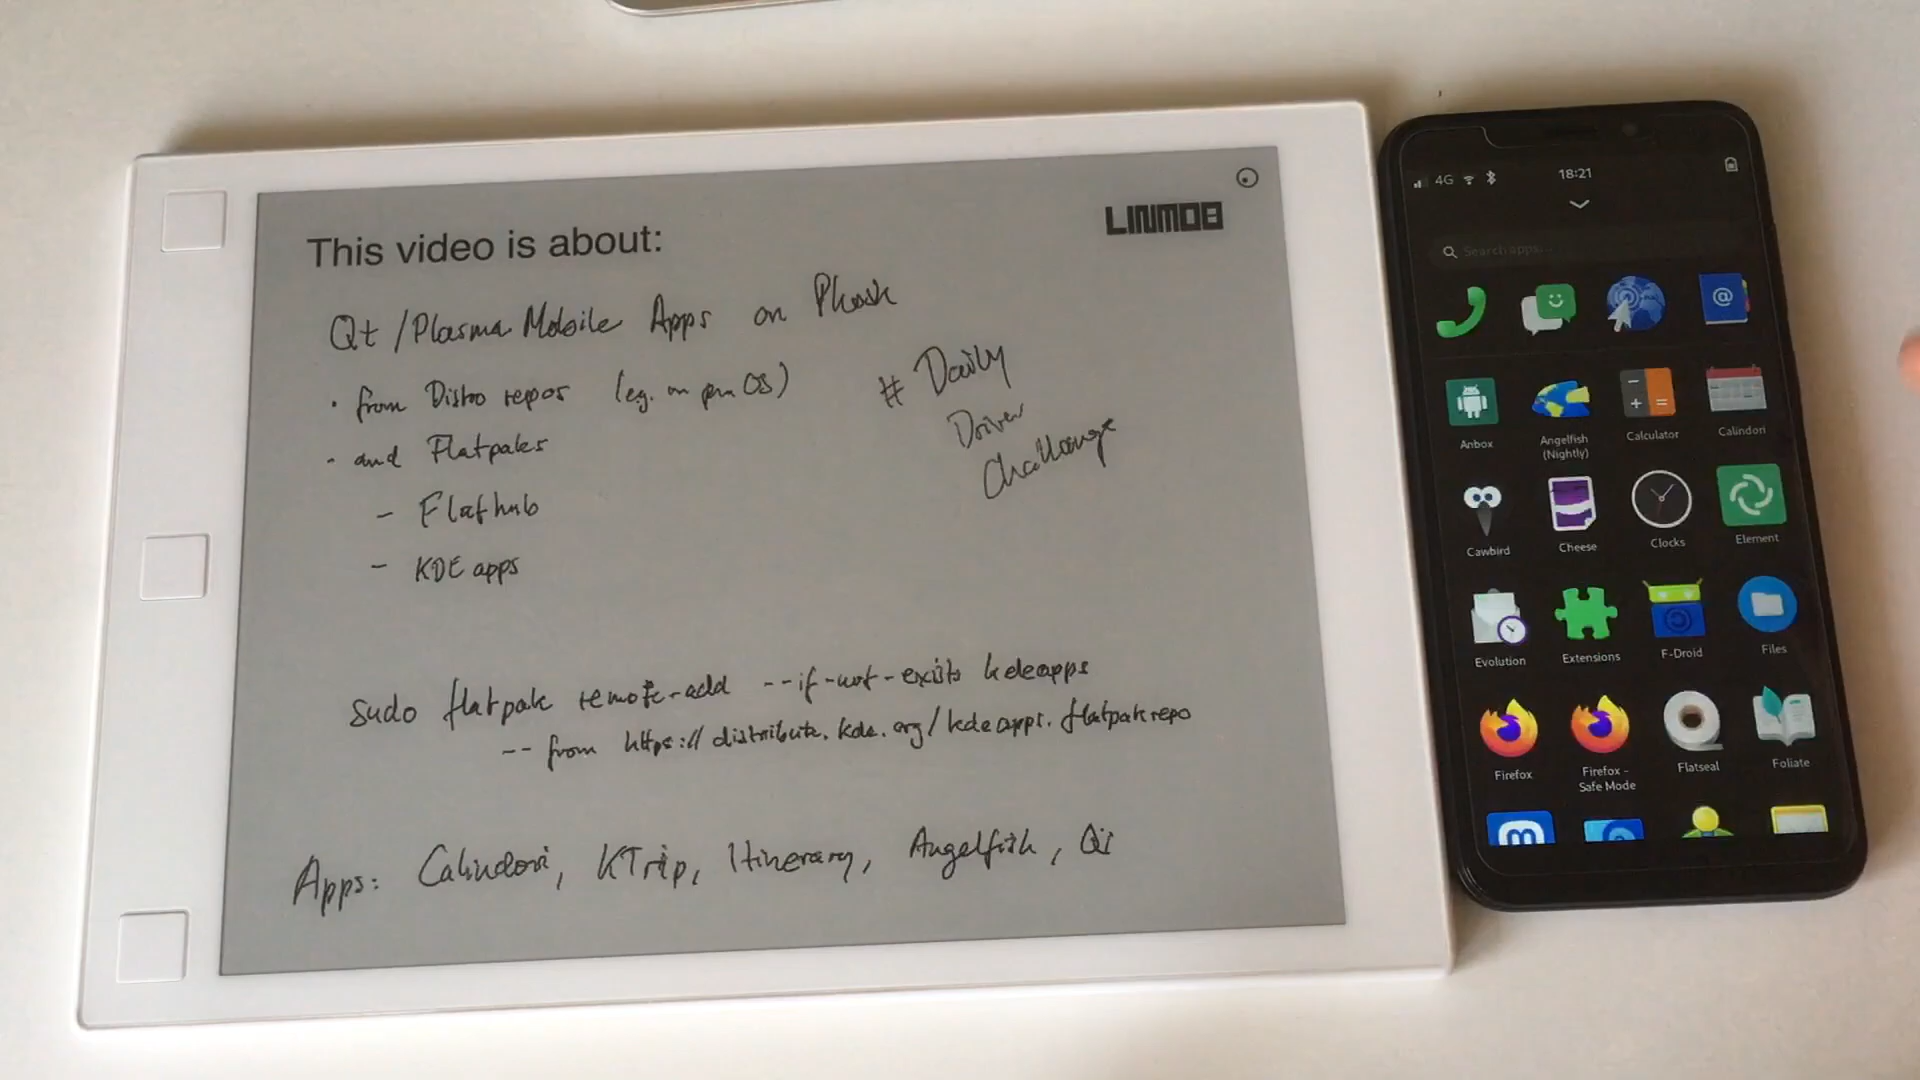 LINMOB
This video is about:
Qt / Plasma Mobile Apps on Phosh
• from Distro repos (eg. on pmOS)
- and Flatpaks
- Flathub
- KDE apps
# Daily
Driver
Challenge
sudo flatpak remote-add --if-not-exists kdeapps
-- from https://distribute.kde.org/kdeapps.flatpakrepo
Apps: Calindori, KTrip, Itinerary, Angelfish,
4G 18:21
Search apps...
@
Anbox Angelfish (Nightly) Calculator Calindori
Cawbird Cheese Clocks Element
Evolution Extensions F-Droid Files
Firefox Firefox - Safe Mode Flatseal Foliate
m